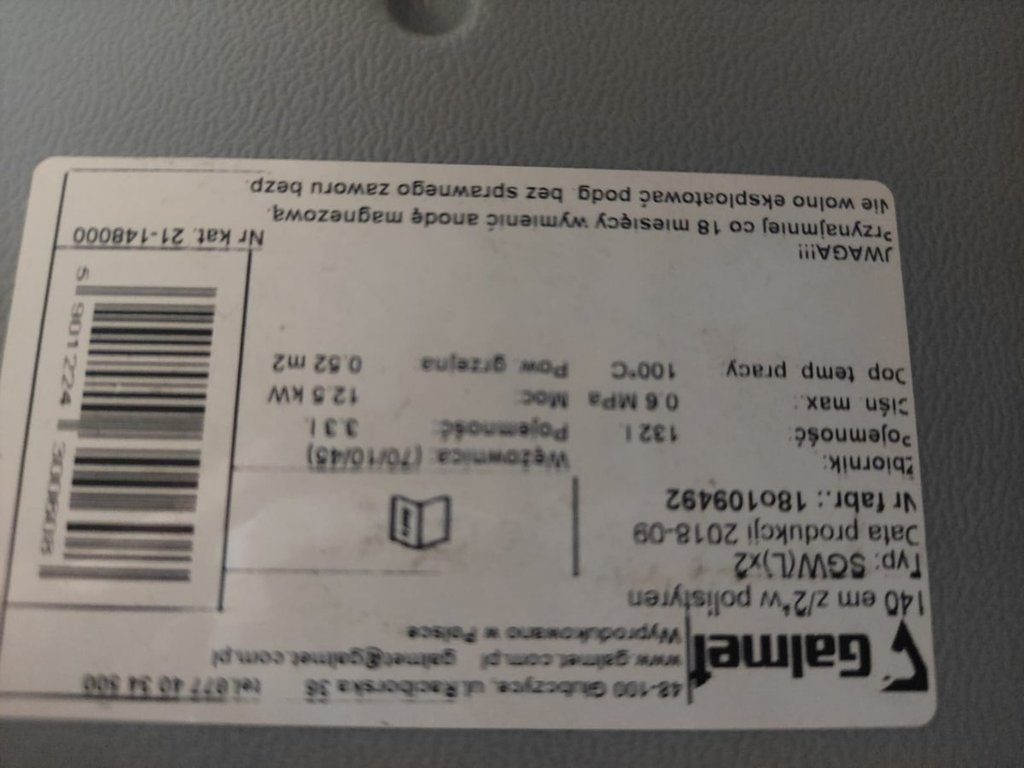 Galmet
48-100 Głubczyce, ul.Raciborska 36 tel.077 40 34 500
www.galmet.com.pl galmet@galmet.com.pl
Wyprodukowano w Polsce
140 em z/2*w polistyren
Typ: SGW(L)x2
Data produkcji 2018-09
Nr fabr.: 18o109492
Zbiornik: Wężownica: (70/10/45)
Pojemność: 132 l Pojemność: 3.3 l.
Ciśn. max.: 0.6 MPa Moc: 12.5 kW
Dop temp pracy: 100°C Pow. grzejna: 0.52 m2
UWAGA!!!
Przynajmniej co 18 miesięcy wymienić anodę magnezową.
Nie wolno eksploatować podg. bez sprawnego zaworu bezp.
5 901224
Nr kat. 21-148000